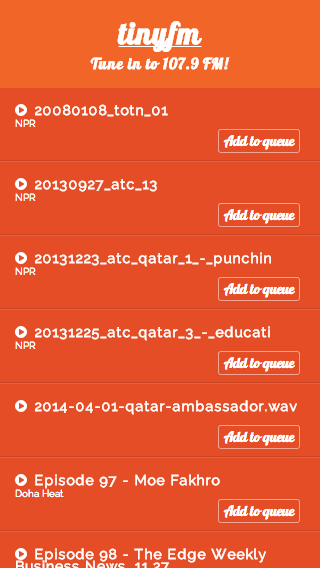 tinyfm
Tune in to 107.9 FM!
20080108_totn_01
NPR
Add to queue
20130927_atc_13
NPR
Add to queue
20131223_atc_qatar_1_-_punchin
NPR
Add to queue
20131225_atc_qatar_3_-_educati
NPR
Add to queue
2014-04-01-qatar-ambassador.wav
Add to queue
Episode 97 - Moe Fakhro
Doha Heat
Add to queue
Episode 98 - The Edge Weekly
Business News, 11.27